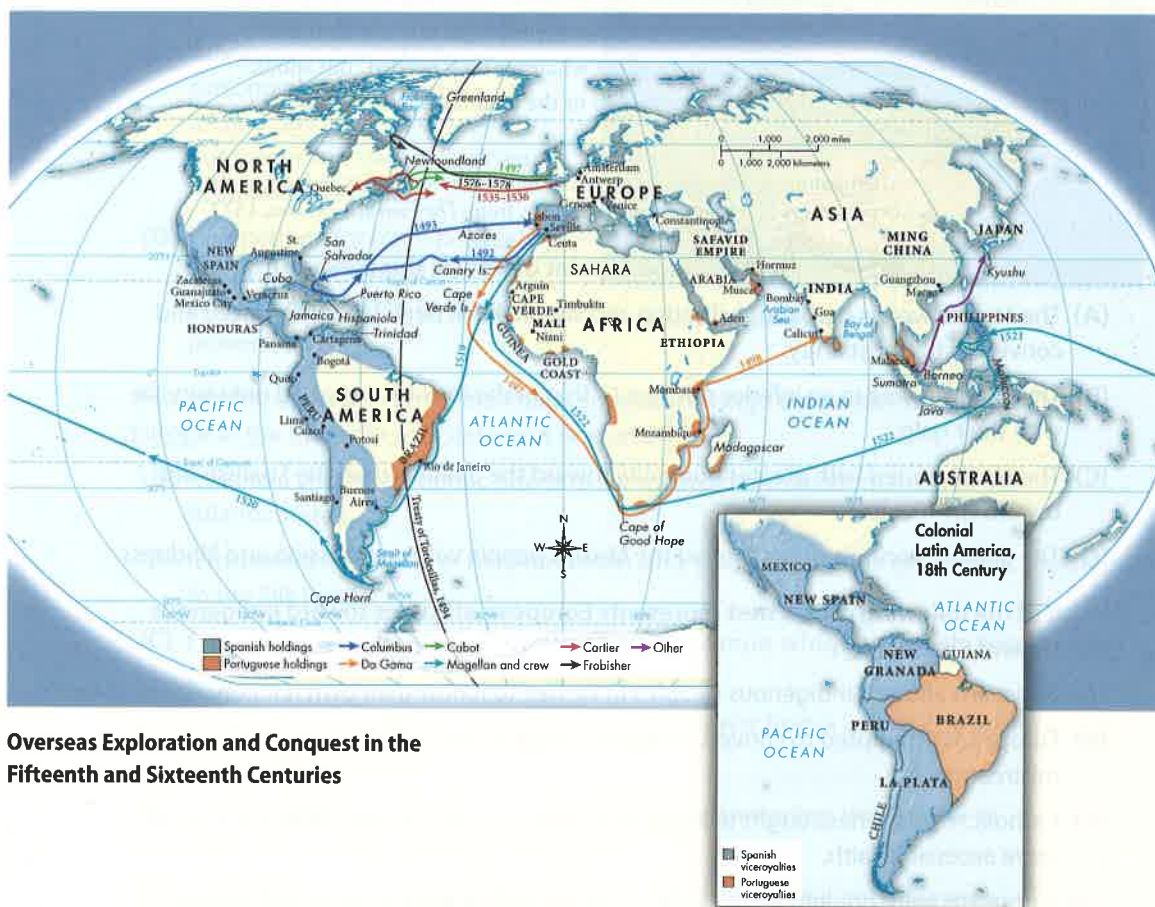 Greenland
NORTH
AMERICA
Newfoundland
Quebec
1497
1576–1578
1535–1536
Amsterdam
Antwerp
EUROPE
Genoa
Venice
Constantinople
ASIA
0 1,000 2,000 miles
0 1,000 2,000 kilometers
Lisbon
Seville
Ceuta
1493
Azores
1492
Canary Is.
St.
Augustine
San
Salvador
NEW
SPAIN
Cuba
Zacatecas
Guanajuato
Mexico City
Veracruz
Puerto Rico
Jamaica
Hispaniola
Trinidad
HONDURAS
Panama
Cartagena
Bogotá
Quito
PERU
Lima
Cuzco
SOUTH
AMERICA
BRAZIL
Potosí
Rio de Janeiro
Santiago
Buenos
Aires
Strait of
Magellan
Cape Horn
PACIFIC
OCEAN
1520
Treaty of Tordesillas, 1494
Cape
Verde Is.
1519
ATLANTIC
OCEAN
1497
1522
SAHARA
Arguin
CAPE
VERDE
Timbuktu
MALI
Niani
GUINEA
GOLD
COAST
AFRICA
ETHIOPIA
Mombasa
Mozambique
Madagascar
Cape of
Good Hope
SAFAVID
EMPIRE
Hormuz
ARABIA
Muscat
Aden
Arabian
Sea
INDIA
Bombay
Goa
Calicut
Bay of
Bengal
1498
INDIAN
OCEAN
1522
MING
CHINA
Guangzhou
Macao
JAPAN
Kyushu
PHILIPPINES
1521
Malacca
Sumatra
Borneo
Java
Moluccas
AUSTRALIA
N
W E
S
Spanish holdings
Portuguese holdings
Columbus
Da Gama
Cabot
Magellan and crew
Cartier
Frobisher
Other
Colonial
Latin America,
18th Century
MEXICO
NEW SPAIN
ATLANTIC
OCEAN
NEW
GRANADA
GUIANA
PERU
BRAZIL
PACIFIC
OCEAN
LA PLATA
CHILE
Spanish
viceroyalties
Portuguese
viceroyalties
Overseas Exploration and Conquest in the
Fifteenth and Sixteenth Centuries